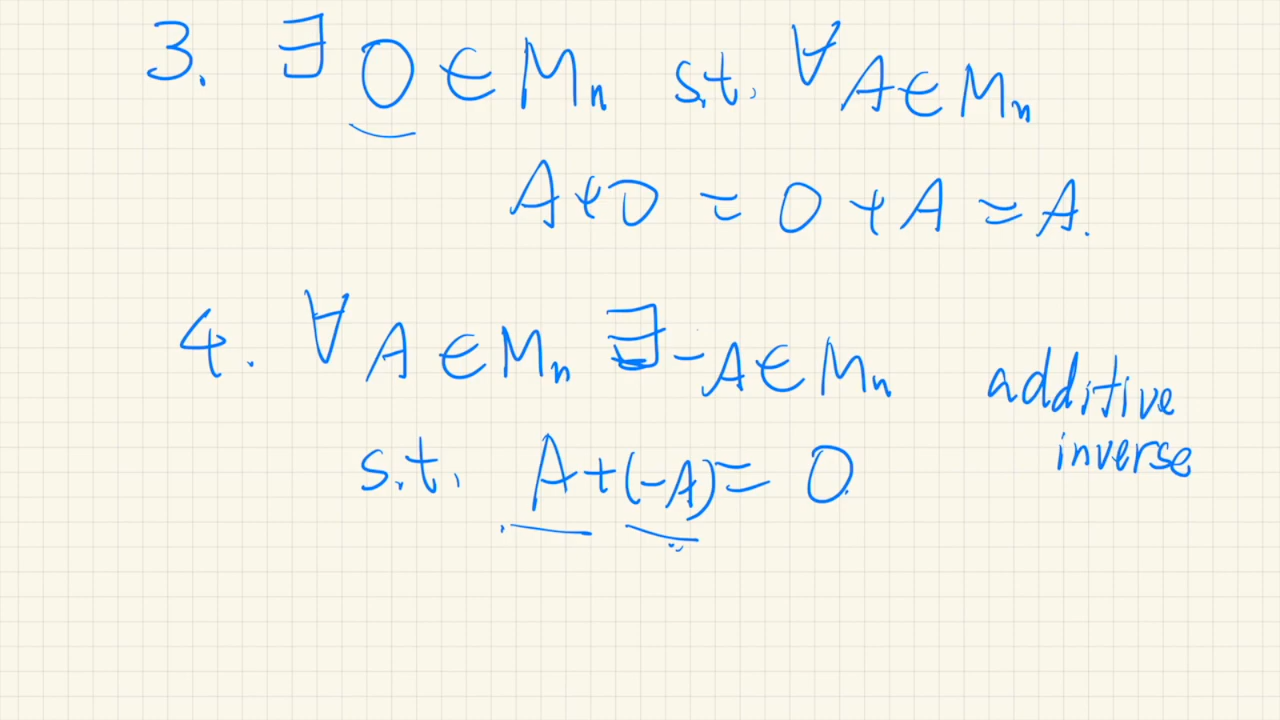 3. ∃ O ∈ Mn s.t. ∀ A ∈ Mn
A + O = O + A = A.
4. ∀ A ∈ Mn ∃ -A ∈ Mn
additive
inverse
s.t. A + (-A) = O.